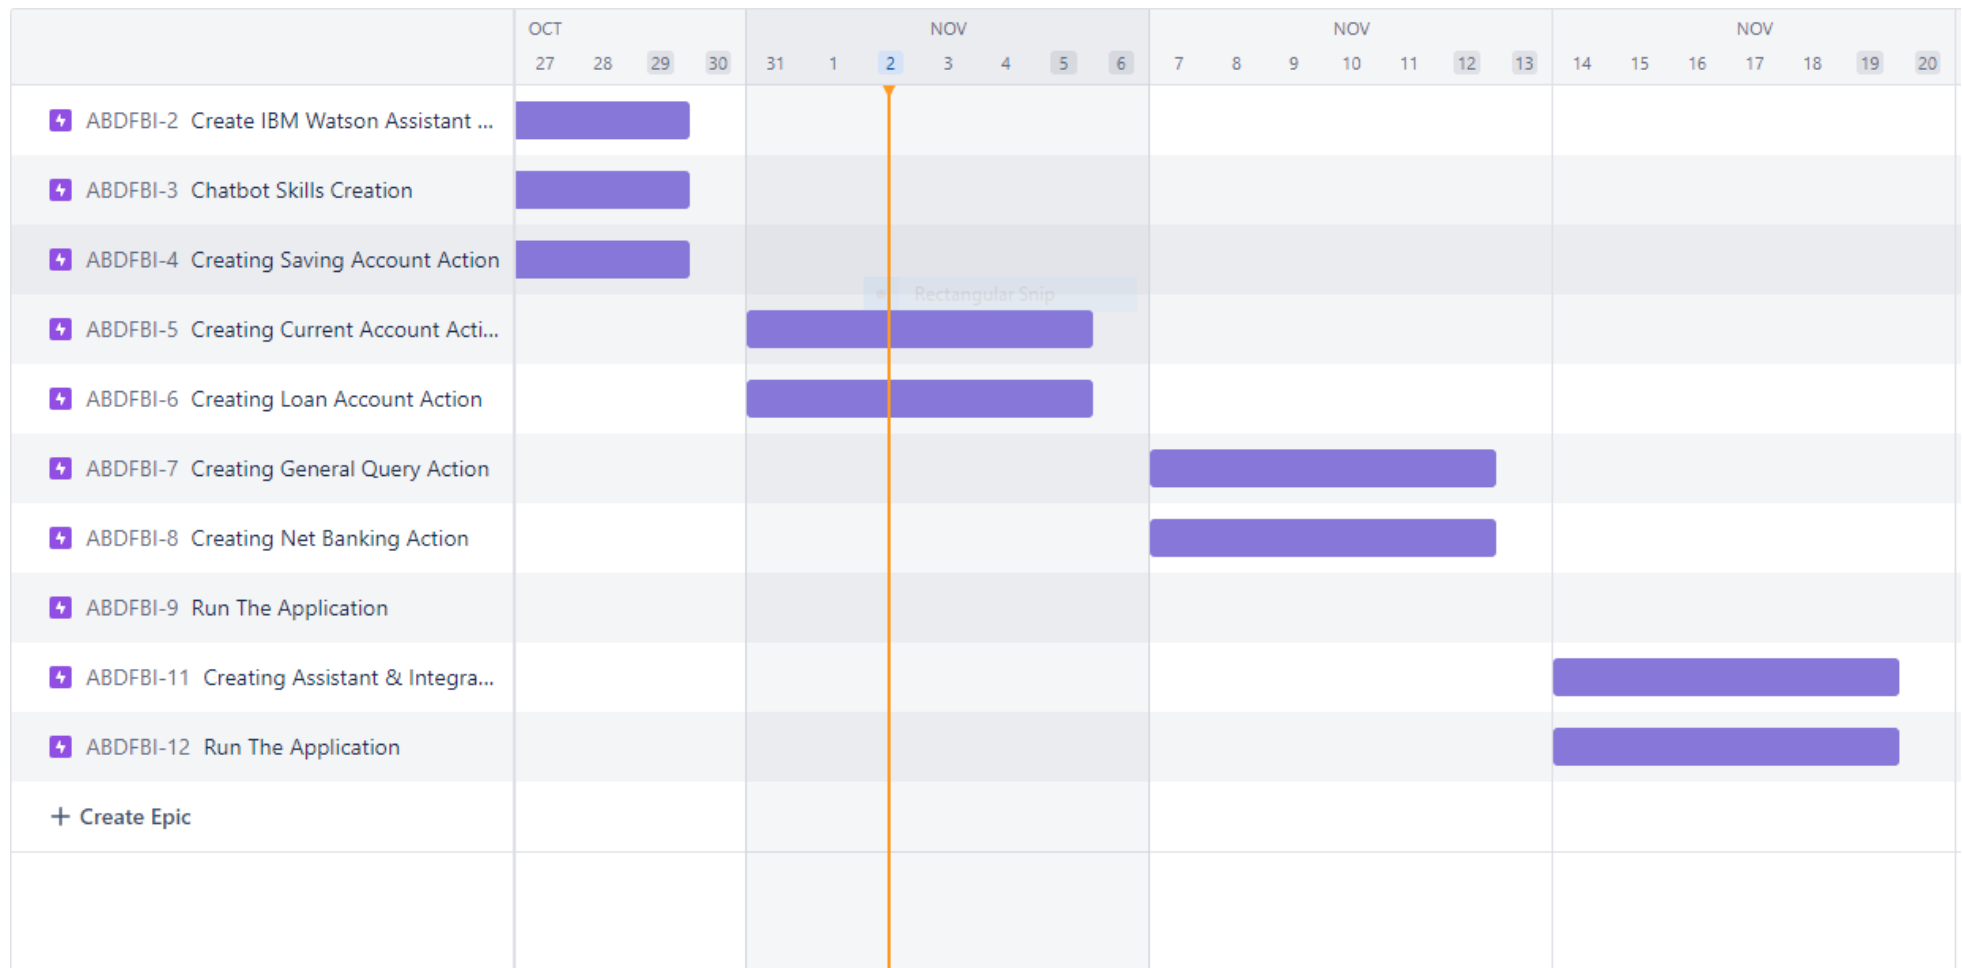 OCT NOV NOV NOV
27 28 29 30 31 1 2 3 4 5 6 7 8 9 10 11 12 13 14 15 16 17 18 19 20
ABDFBI-2 Create IBM Watson Assistant ...
ABDFBI-3 Chatbot Skills Creation
ABDFBI-4 Creating Saving Account Action
Rectangular Snip
ABDFBI-5 Creating Current Account Acti...
ABDFBI-6 Creating Loan Account Action
ABDFBI-7 Creating General Query Action
ABDFBI-8 Creating Net Banking Action
ABDFBI-9 Run The Application
ABDFBI-11 Creating Assistant & Integra...
ABDFBI-12 Run The Application
+ Create Epic